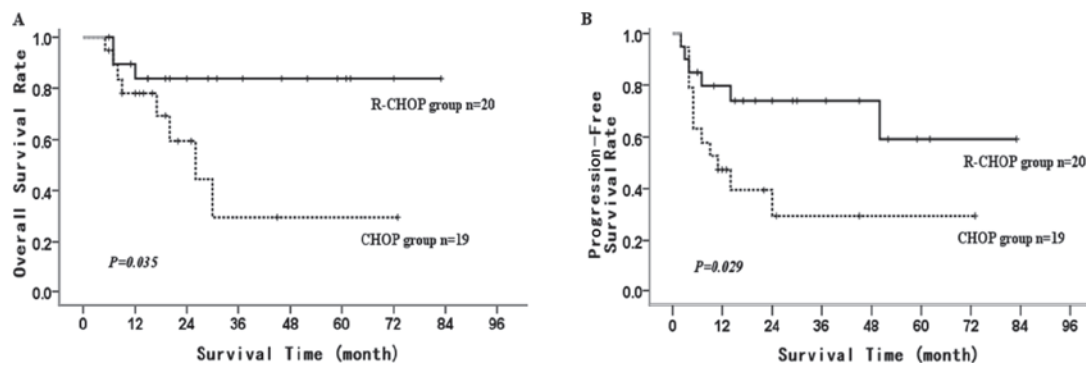 A
Overall Survival Rate
1.0
0.8
0.6
0.4
0.2
0.0
R-CHOP group n=20
CHOP group n=19
P=0.035
0 12 24 36 48 60 72 84 96
Survival Time (month)
B
Progression-Free
Survival Rate
1.0
0.8
0.6
0.4
0.2
0.0
R-CHOP group n=20
CHOP group n=19
P=0.029
0 12 24 36 48 60 72 84 96
Survival Time (month)